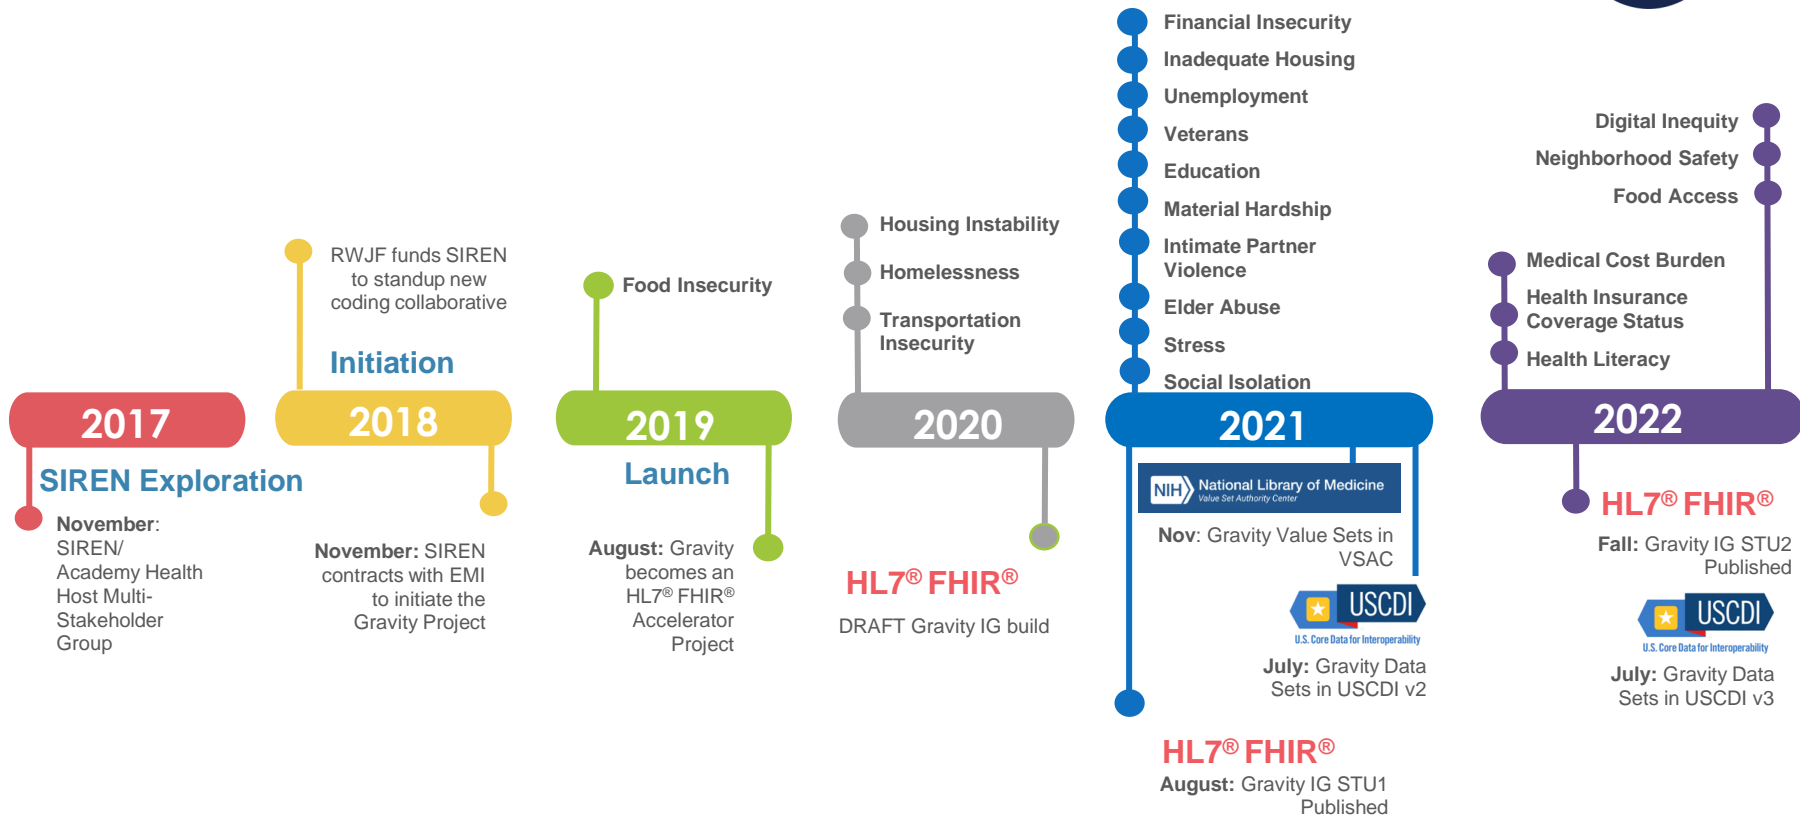 2017
SIREN Exploration
November:
SIREN/
Academy Health
Host Multi-
Stakeholder
Group
RWJF funds SIREN
to standup new
coding collaborative
Initiation
2018
November: SIREN
contracts with EMI
to initiate the
Gravity Project
Food Insecurity
2019
Launch
August: Gravity
becomes an
HL7® FHIR®
Accelerator
Project
Housing Instability
Homelessness
Transportation
Insecurity
2020
HL7® FHIR®
DRAFT Gravity IG build
Financial Insecurity
Inadequate Housing
Unemployment
Veterans
Education
Material Hardship
Intimate Partner
Violence
Elder Abuse
Stress
Social Isolation
2021
NIH National Library of Medicine
Value Set Authority Center
Nov: Gravity Value Sets in
VSAC
USCDI
U.S. Core Data for Interoperability
July: Gravity Data
Sets in USCDI v2
HL7® FHIR®
August: Gravity IG STU1
Published
Digital Inequity
Neighborhood Safety
Food Access
Medical Cost Burden
Health Insurance
Coverage Status
Health Literacy
2022
HL7® FHIR®
Fall: Gravity IG STU2
Published
USCDI
U.S. Core Data for Interoperability
July: Gravity Data
Sets in USCDI v3